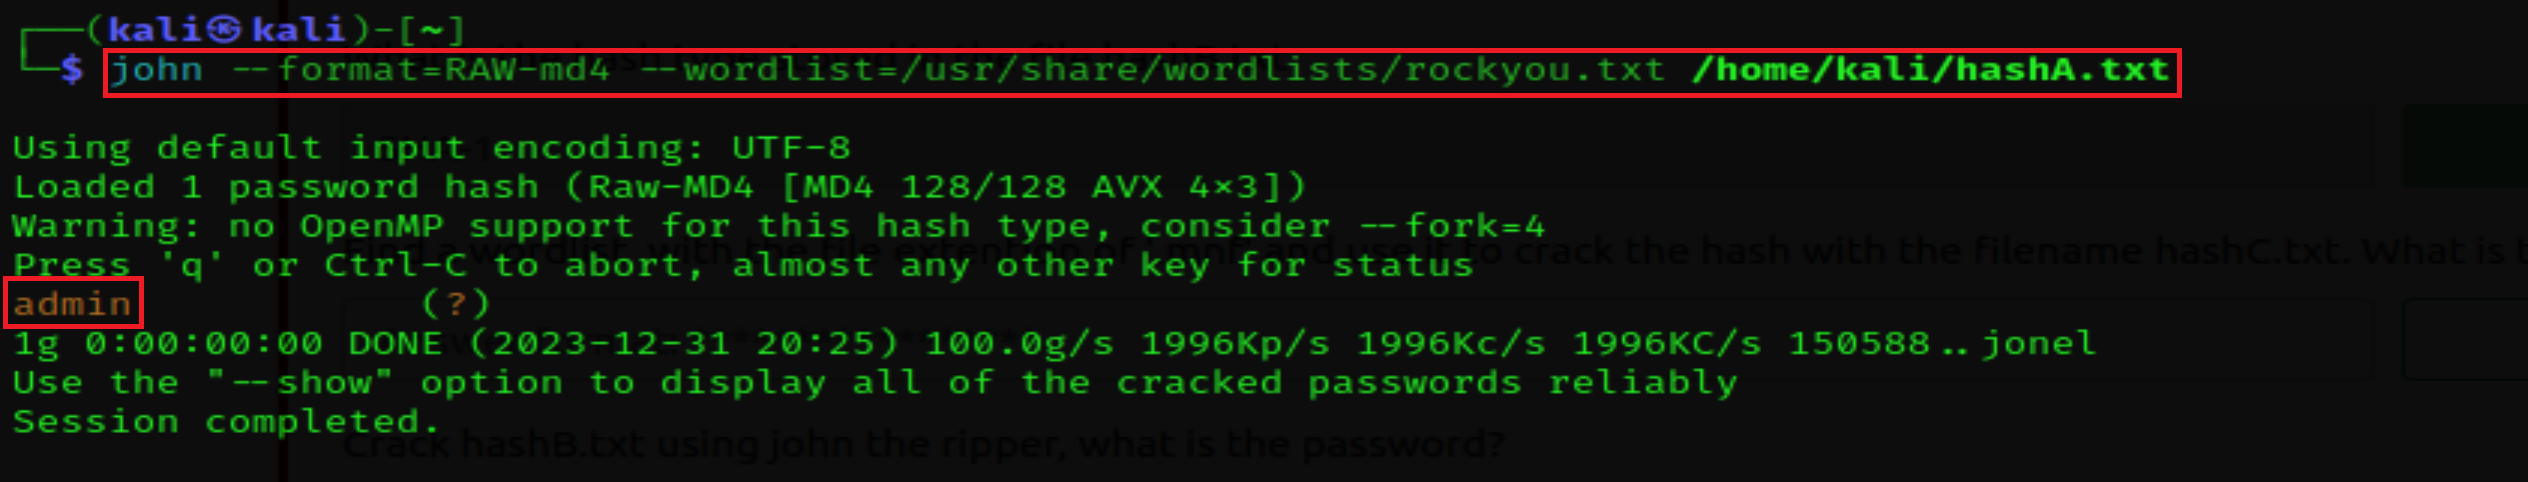 ┌──(kali㉿kali)-[~]
└─$ john --format=RAW-md4 --wordlist=/usr/share/wordlists/rockyou.txt /home/kali/hashA.txt
Using default input encoding: UTF-8
Loaded 1 password hash (Raw-MD4 [MD4 128/128 AVX 4×3])
Warning: no OpenMP support for this hash type, consider --fork=4
Find a wordlist with the file extention of '.mnf' and use it to crack the hash with the filename hashC.txt. What is t
Press 'q' or Ctrl-C to abort, almost any other key for status
admin (?)
1g 0:00:00:00 DONE (2023-12-31 20:25) 100.0g/s 1996Kp/s 1996Kc/s 1996KC/s 150588..jonel
Use the "--show" option to display all of the cracked passwords reliably
Session completed.
Crack hashB.txt using john the ripper, what is the password?